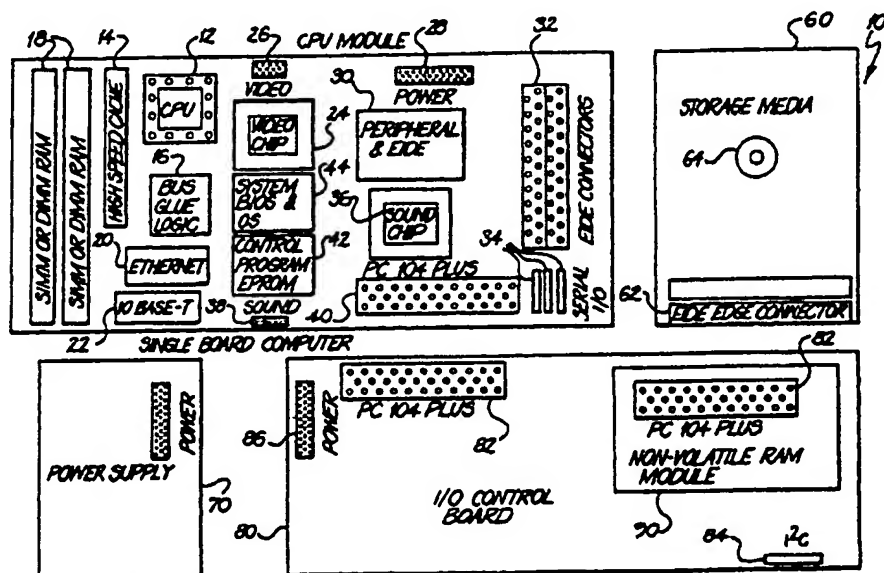 18
14
12
26
CPU MODULE
28
32
60
10
SIMM OR DIMM RAM
SIMM OR DIMM RAM
HIGH SPEED CACHE
CPU
VIDEO
VIDEO
CHIP
24
30
POWER
PERIPHERAL
& EIDE
EIDE CONNECTORS
STORAGE MEDIA
64
16
BUS
GLUE
LOGIC
SYSTEM
BIOS &
OS
44
36
SOUND
CHIP
34
20
ETHERNET
CONTROL
PROGRAM
EPROM
42
PC 104 PLUS
40
SERIAL
I/O
22
10 BASE-T
38
SOUND
62
EIDE EDGE CONNECTOR
SINGLE BOARD COMPUTER
POWER
POWER SUPPLY
70
86
POWER
PC 104 PLUS
82
82
PC 104 PLUS
NON-VOLATILE RAM
MODULE
I/O CONTROL
BOARD
80
90
84
I²C